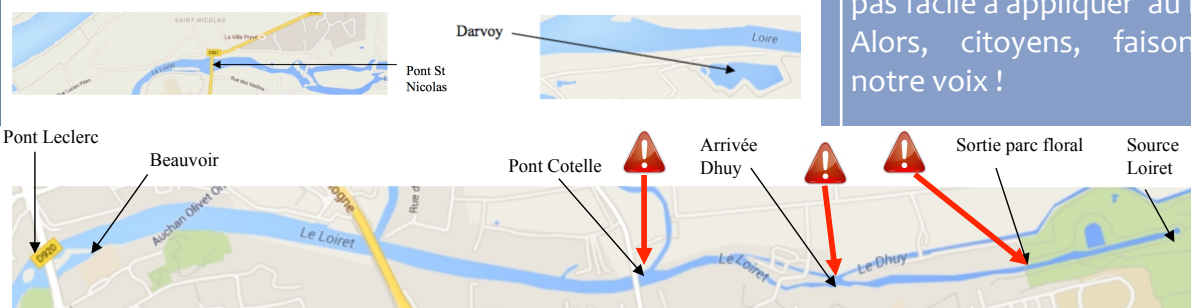 SAINT-NICOLAS
La Villa Pryvet
D951
Le Loiret
Rue Lucien Péan
Rue des Vaslins
Pont St
Nicolas
Darvoy
Loire
pas facile à appliquer au
Alors, citoyens, faison
notre voix !
Pont Leclerc
Beauvoir
Pont Cotelle
Arrivée
Dhuy
Sortie parc floral
Source
Loiret
D920
Auchan Olivet
Le Loiret
Le Loiret
Le Dhuy